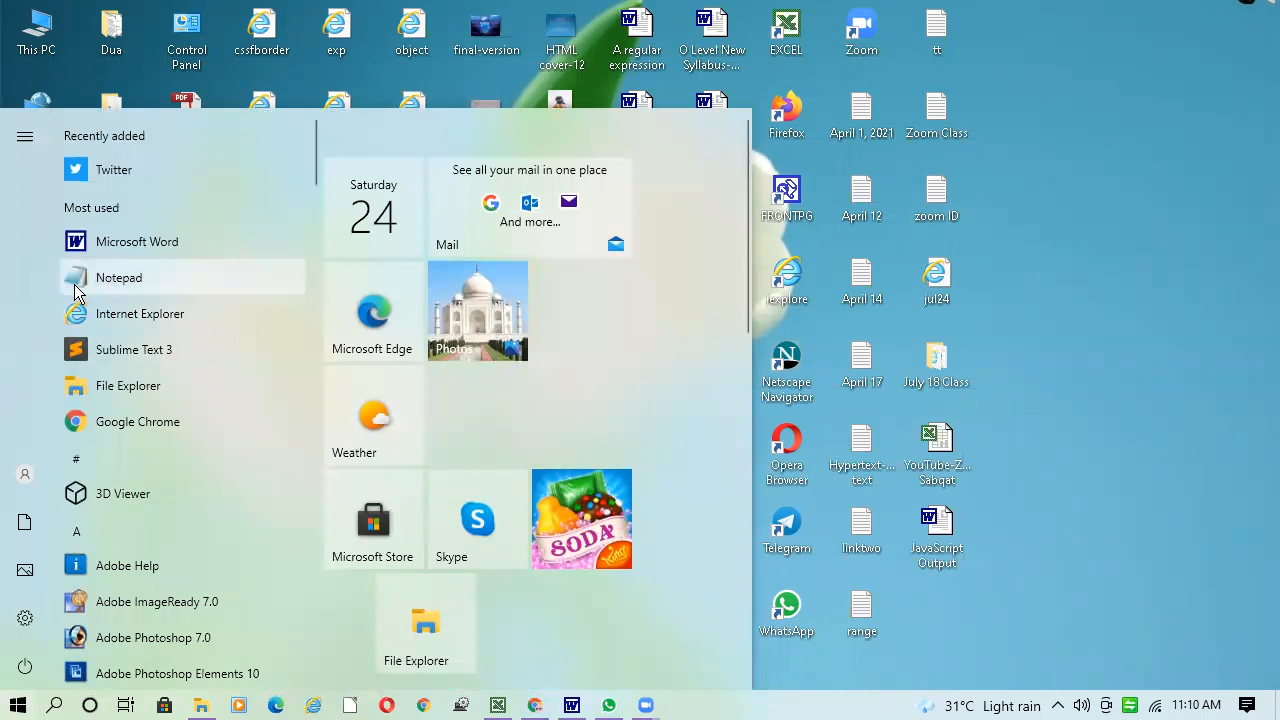 This PC
Dua
Control
Panel
cssfborder
exp
object
final-version
HTML
cover-12
A regular
expression
O Level New
Syllabus-...
EXCEL
Zoom
tt
PDF
Firefox
April 1, 2021
Zoom Class
FRONTPG
April 12
zoom ID
explore
April 14
jul24
Netscape
Navigator
April 17
July 18 Class
Opera
Browser
Hypertext-...
text
YouTube-Z...
Sabqat
Telegram
linktwo
JavaScript
Output
WhatsApp
range
Recently added
Twitter
Most used
Microsoft Word
Notepad
Internet Explorer
Sublime Text 3
File Explorer
Google Chrome
#
3D Viewer
A
Adobe Help
Adobe ImageReady 7.0
Adobe Photoshop 7.0
Adobe Photoshop Elements 10
Saturday
24
See all your mail in one place
And more...
Mail
Microsoft Edge
Photos
Weather
Microsoft Store
Skype
SODA
King
File Explorer
31°C Light rain
11:10 AM